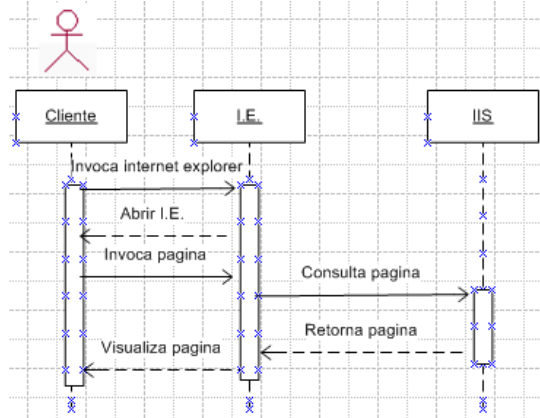 Cliente
I.E.
IIS
Invoca internet explorer
Abrir I.E.
Invoca pagina
Consulta pagina
Retorna pagina
Visualiza pagina